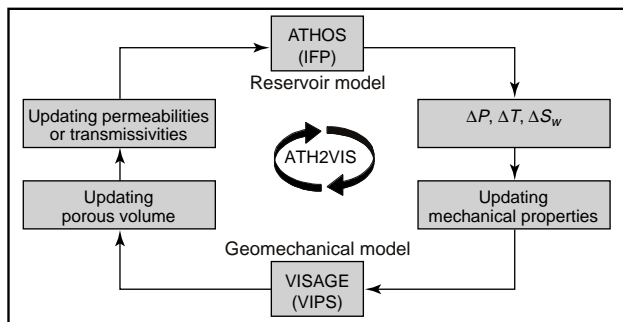 ATHOS
(IFP)
Reservoir model
Updating permeabilities
or transmissivities
ΔP, ΔT, ΔSw
ATH2VIS
Updating
porous volume
Updating
mechanical properties
Geomechanical model
VISAGE
(VIPS)